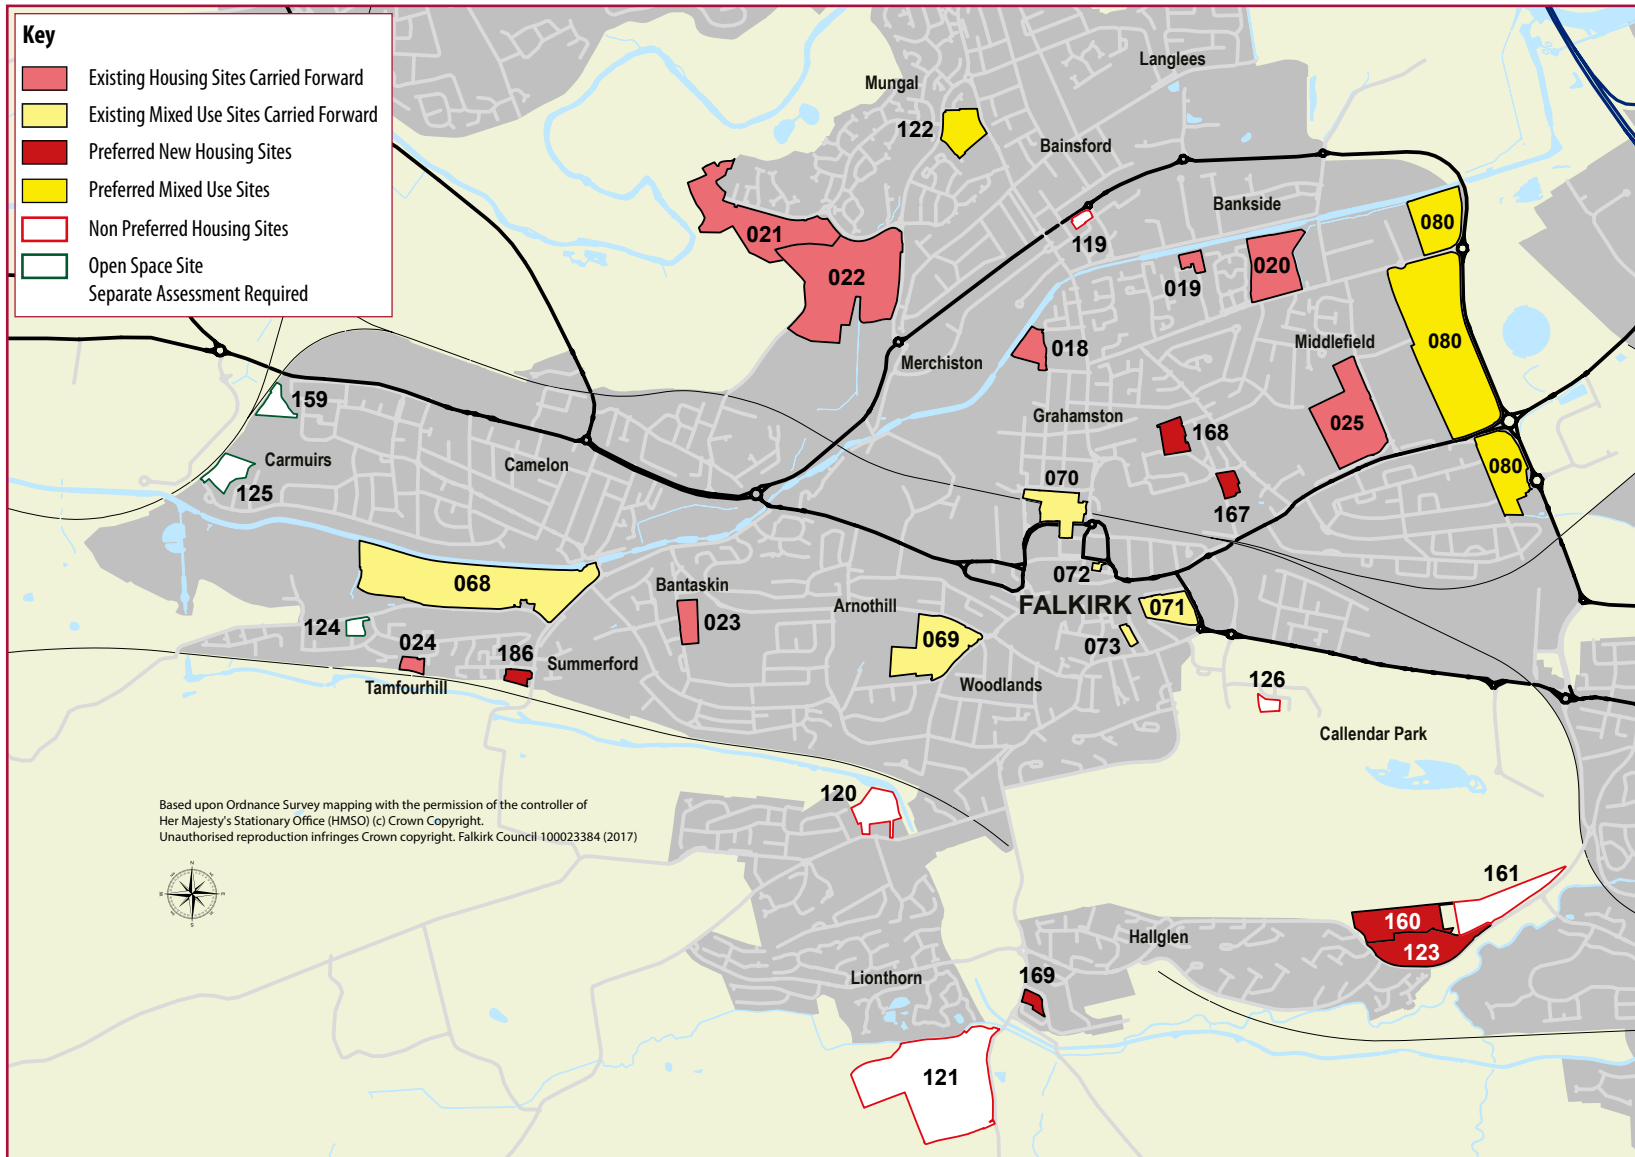 Key
Existing Housing Sites Carried Forward
Existing Mixed Use Sites Carried Forward
Preferred New Housing Sites
Preferred Mixed Use Sites
Non Preferred Housing Sites
Open Space Site
Separate Assessment Required
Langlees
Mungal
122
Bainsford
Bankside
080
021
119
020
019
022
080
Middlefield
018
Merchiston
159
Grahamston
025
168
Carmuirs
Camelon
080
125
070
167
072
068
Bantaskin
Arnothill
FALKIRK
071
023
124
069
073
024
186
Summerford
Tamfourhill
Woodlands
126
Callendar Park
120
Based upon Ordnance Survey mapping with the permission of the controller of
Her Majesty's Stationary Office (HMSO) (c) Crown Copyright.
Unauthorised reproduction infringes Crown copyright. Falkirk Council 100023384 (2017)
161
160
Hallglen
123
Lionthorn
169
121